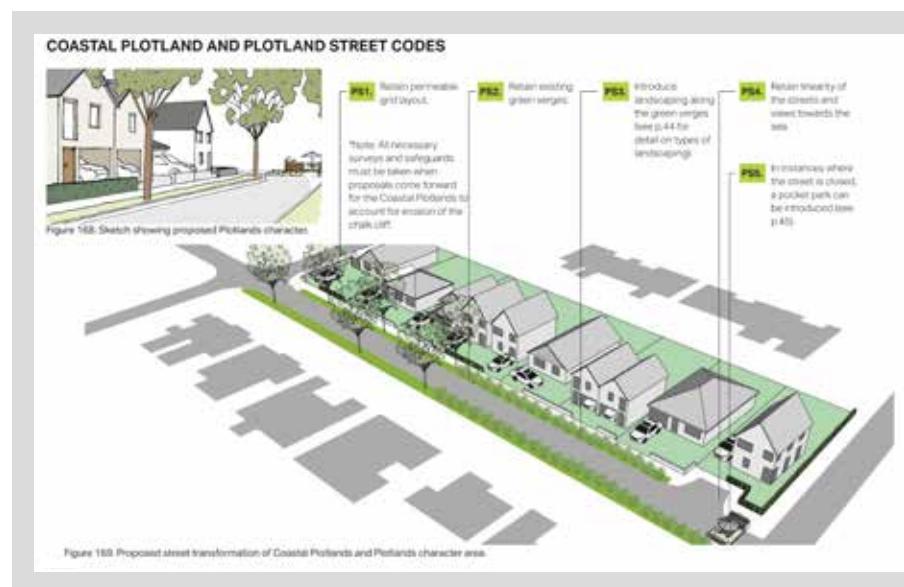 COASTAL PLOTLAND AND PLOTLAND STREET CODES
PS1. Retain permeable
grid layout.
*Note: All necessary
surveys and safeguards
must be taken when
proposals come forward
for the Coastal Plotlands to
account for erosion of the
chalk cliff.
PS2. Retain existing
green verges.
PS3. Introduce
landscaping along
the green verges
(see p.44 for
detail on types of
landscaping).
PS4. Retain linearity of
the streets and
views towards the
sea.
PS5. In instances where
the street is closed,
a pocket park can
be introduced (see
p.45).
Figure 168. Sketch showing proposed Plotlands character.
Figure 169. Proposed street transformation of Coastal Plotlands and Plotlands character area.